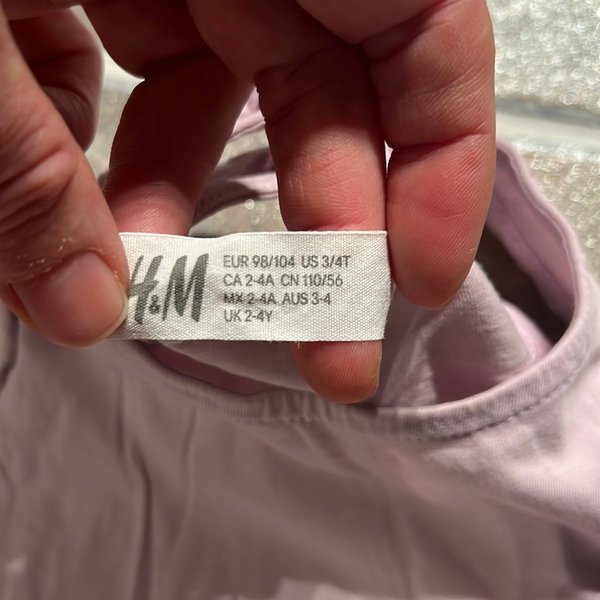 H&M
EUR 98/104 US 3/4T
CA 2-4A CN 110/56
MX 2-4A AUS 3-4
UK 2-4Y